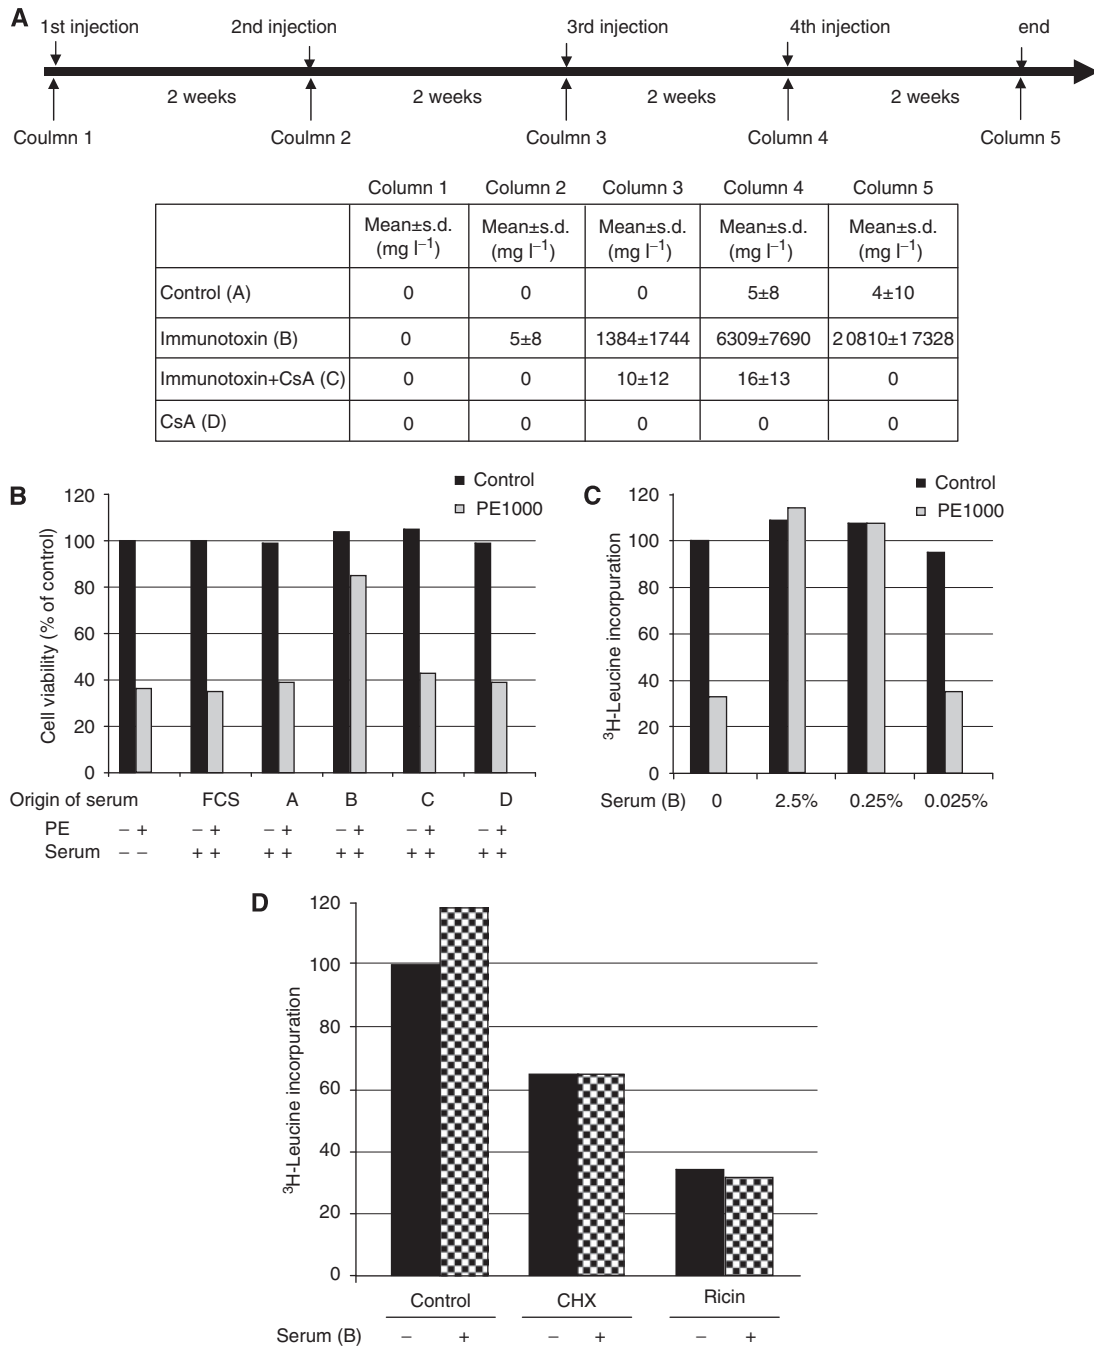 A
1st injection 2nd injection 3rd injection 4th injection end
2 weeks 2 weeks 2 weeks 2 weeks
Coulmn 1 Coulmn 2 Coulmn 3 Column 4 Column 5
Column 1 Column 2 Column 3 Column 4 Column 5
Mean±s.d. Mean±s.d. Mean±s.d. Mean±s.d. Mean±s.d.
(mg l⁻¹) (mg l⁻¹) (mg l⁻¹) (mg l⁻¹) (mg l⁻¹)
Control (A) 0 0 0 5±8 4±10
Immunotoxin (B) 0 5±8 1384±1744 6309±7690 20810±17328
Immunotoxin+CsA (C) 0 0 10±12 16±13 0
CsA (D) 0 0 0 0 0
B
Control
PE1000
Cell viability (% of control)
120
100
80
60
40
20
0
Origin of serum FCS A B C D
PE − + − + − + − + − + − +
Serum − − + + + + + + + + + +
C
Control
PE1000
³H-Leucine incorpuration
120
100
80
60
40
20
0
Serum (B) 0 2.5% 0.25% 0.025%
D
³H-Leucine incorpuration
120
100
80
60
40
20
0
Control CHX Ricin
Serum (B) − + − + − +